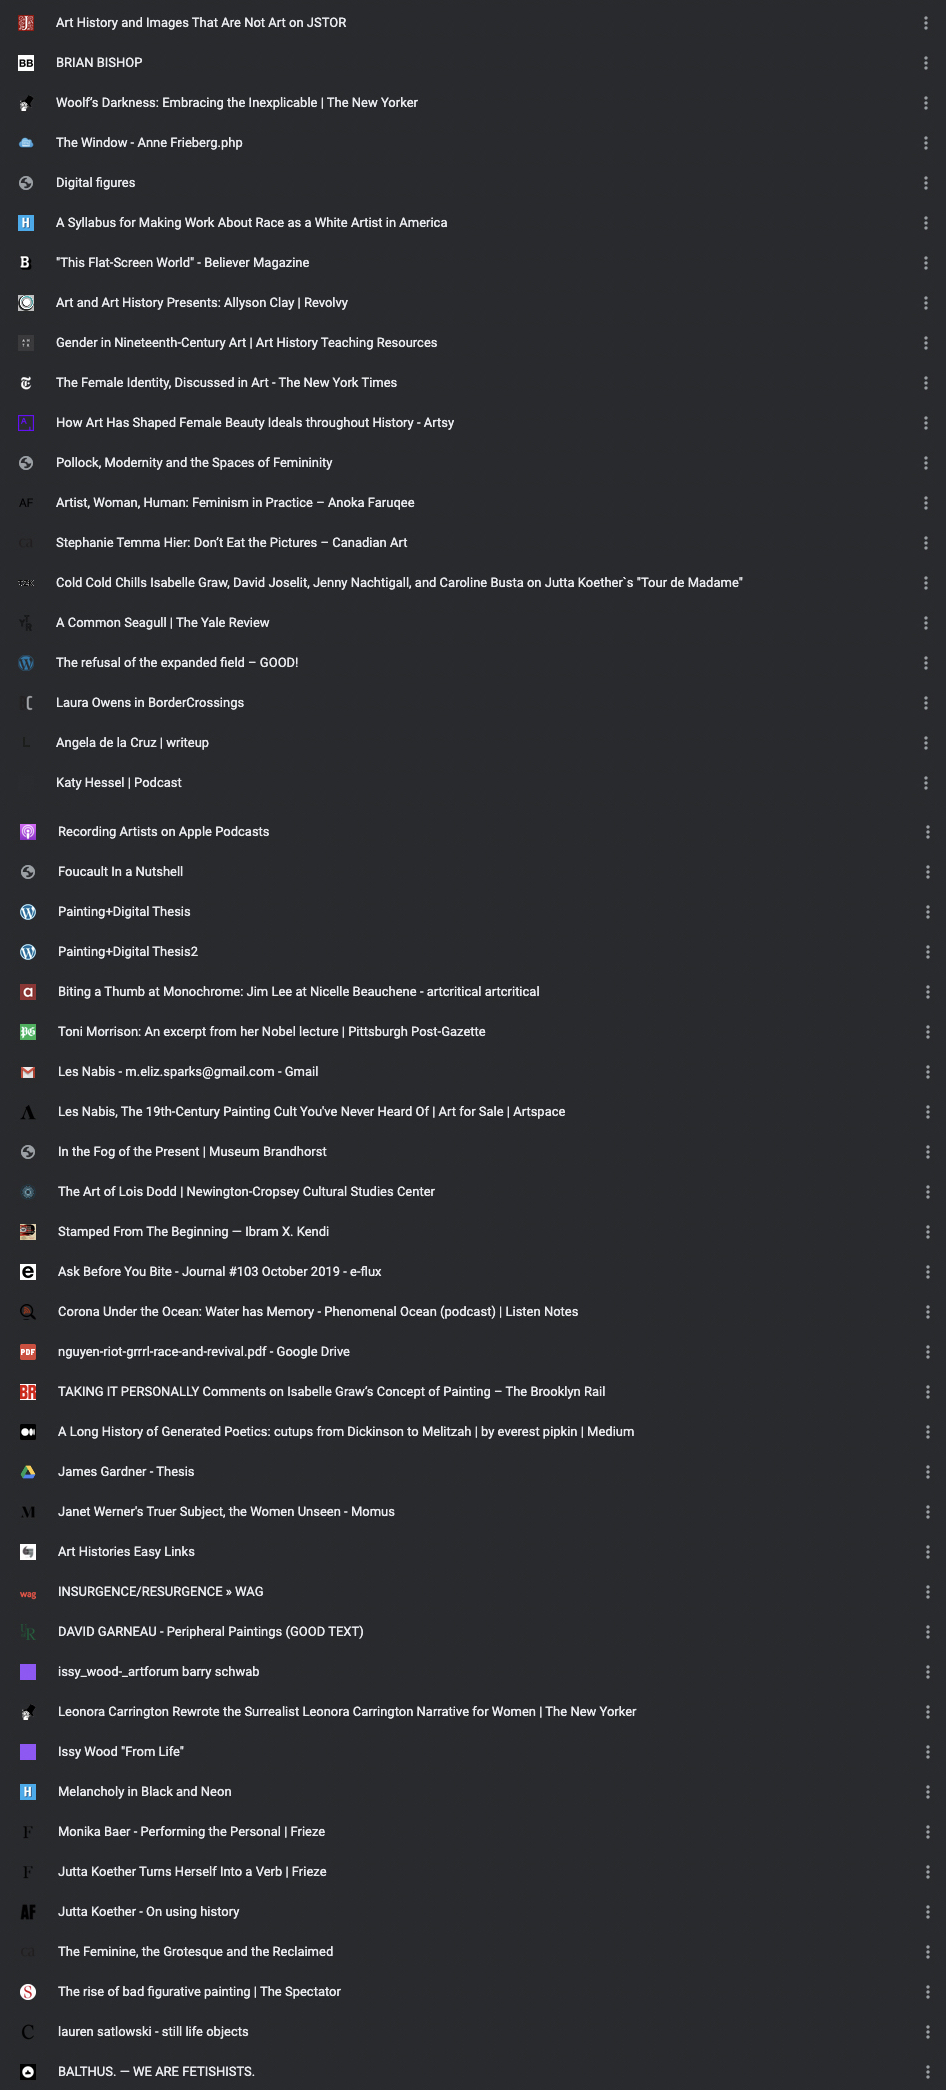 Art History and Images That Are Not Art on JSTOR
BB BRIAN BISHOP
Woolf's Darkness: Embracing the Inexplicable | The New Yorker
The Window - Anne Frieberg.php
Digital figures
H A Syllabus for Making Work About Race as a White Artist in America
B "This Flat-Screen World" - Believer Magazine
Art and Art History Presents: Allyson Clay | Revolvy
Gender in Nineteenth-Century Art | Art History Teaching Resources
The Female Identity, Discussed in Art - The New York Times
How Art Has Shaped Female Beauty Ideals throughout History - Artsy
Pollock, Modernity and the Spaces of Femininity
AF Artist, Woman, Human: Feminism in Practice – Anoka Faruqee
ca Stephanie Temma Hier: Don't Eat the Pictures – Canadian Art
Cold Cold Chills Isabelle Graw, David Joselit, Jenny Nachtigall, and Caroline Busta on Jutta Koether`s "Tour de Madame"
A Common Seagull | The Yale Review
The refusal of the expanded field – GOOD!
Laura Owens in BorderCrossings
L Angela de la Cruz | writeup
Katy Hessel | Podcast
Recording Artists on Apple Podcasts
Foucault In a Nutshell
Painting+Digital Thesis
Painting+Digital Thesis2
a Biting a Thumb at Monochrome: Jim Lee at Nicelle Beauchene - artcritical artcritical
PG Toni Morrison: An excerpt from her Nobel lecture | Pittsburgh Post-Gazette
Les Nabis - m.eliz.sparks@gmail.com - Gmail
Les Nabis, The 19th-Century Painting Cult You've Never Heard Of | Art for Sale | Artspace
In the Fog of the Present | Museum Brandhorst
The Art of Lois Dodd | Newington-Cropsey Cultural Studies Center
Stamped From The Beginning — Ibram X. Kendi
e Ask Before You Bite - Journal #103 October 2019 - e-flux
Corona Under the Ocean: Water has Memory - Phenomenal Ocean (podcast) | Listen Notes
PDF nguyen-riot-grrrl-race-and-revival.pdf - Google Drive
BR TAKING IT PERSONALLY Comments on Isabelle Graw's Concept of Painting – The Brooklyn Rail
A Long History of Generated Poetics: cutups from Dickinson to Melitzah | by everest pipkin | Medium
James Gardner - Thesis
M Janet Werner's Truer Subject, the Women Unseen - Momus
Art Histories Easy Links
wag INSURGENCE/RESURGENCE » WAG
DAVID GARNEAU - Peripheral Paintings (GOOD TEXT)
issy_wood-_artforum barry schwab
Leonora Carrington Rewrote the Surrealist Leonora Carrington Narrative for Women | The New Yorker
Issy Wood "From Life"
H Melancholy in Black and Neon
F Monika Baer - Performing the Personal | Frieze
F Jutta Koether Turns Herself Into a Verb | Frieze
AF Jutta Koether - On using history
The Feminine, the Grotesque and the Reclaimed
S The rise of bad figurative painting | The Spectator
C lauren satlowski - still life objects
BALTHUS. — WE ARE FETISHISTS.